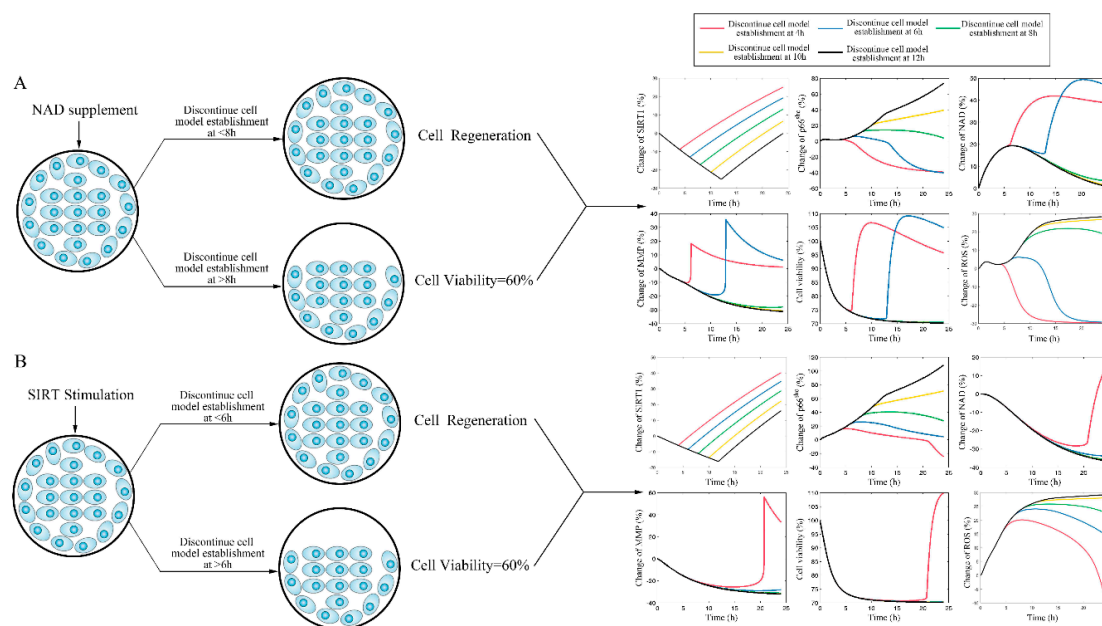 Discontinue cell model
establishment at 4h
Discontinue cell model
establishment at 6h
Discontinue cell model
establishment at 8h
Discontinue cell model
establishment at 10h
Discontinue cell model
establishment at 12h
A
NAD supplement
Discontinue cell
model establishment
at <8h
Cell Regeneration
Discontinue cell
model establishment
at >8h
Cell Viability=60%
Change of SIRT1 (%)
Time (h)
Change of p66shc (%)
Time (h)
Change of NAD (%)
Time (h)
Change of MMP (%)
Time (h)
Cell viability (%)
Time (h)
Change of ROS (%)
Time (h)
B
SIRT Stimulation
Discontinue cell
model establishment
at <6h
Cell Regeneration
Discontinue cell
model establishment
at >6h
Cell Viability=60%
Change of SIRT1 (%)
Time (h)
Change of p66shc (%)
Time (h)
Change of NAD (%)
Time (h)
Change of MMP (%)
Time (h)
Cell viability (%)
Time (h)
Change of ROS (%)
Time (h)